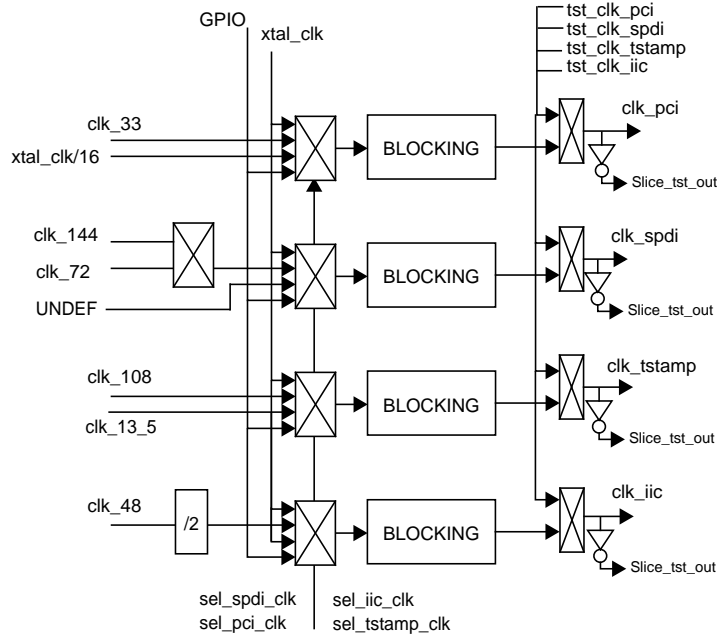 GPIO
xtal_clk
tst_clk_pci
tst_clk_spdi
tst_clk_tstamp
tst_clk_iic
clk_33
xtal_clk/16
BLOCKING
clk_pci
Slice_tst_out
clk_144
clk_72
UNDEF
BLOCKING
clk_spdi
Slice_tst_out
clk_108
clk_13_5
BLOCKING
clk_tstamp
Slice_tst_out
clk_48
/2
BLOCKING
clk_iic
Slice_tst_out
sel_spdi_clk sel_iic_clk
sel_pci_clk sel_tstamp_clk